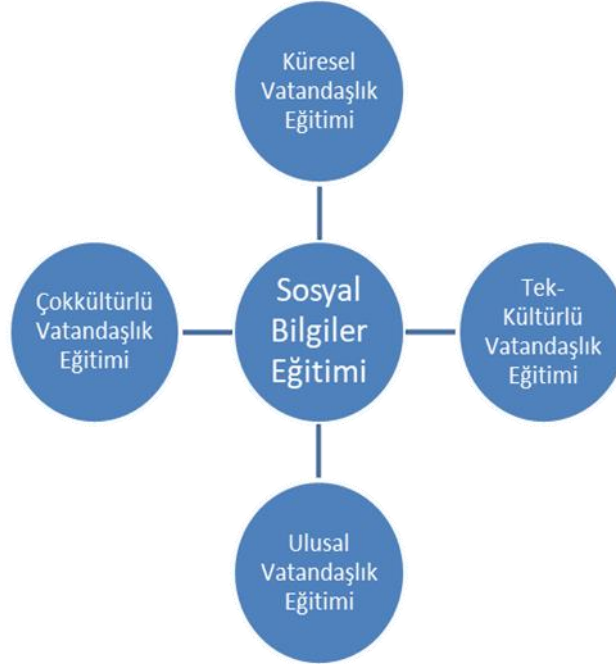 Küresel
Vatandaşlık
Eğitimi
Çokkültürlü
Vatandaşlık
Eğitimi
Sosyal
Bilgiler
Eğitimi
Tek-
Kültürlü
Vatandaşlık
Eğitimi
Ulusal
Vatandaşlık
Eğitimi